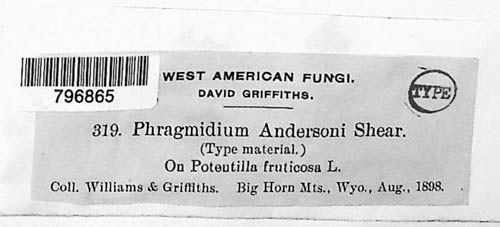 WEST AMERICAN FUNGI.
DAVID GRIFFITHS.
TYPE
796865
319. Phragmidium Andersoni Shear.
(Type material.)
On Potentilla fruticosa L.
Coll. Williams & Griffiths. Big Horn Mts., Wyo., Aug., 1898.